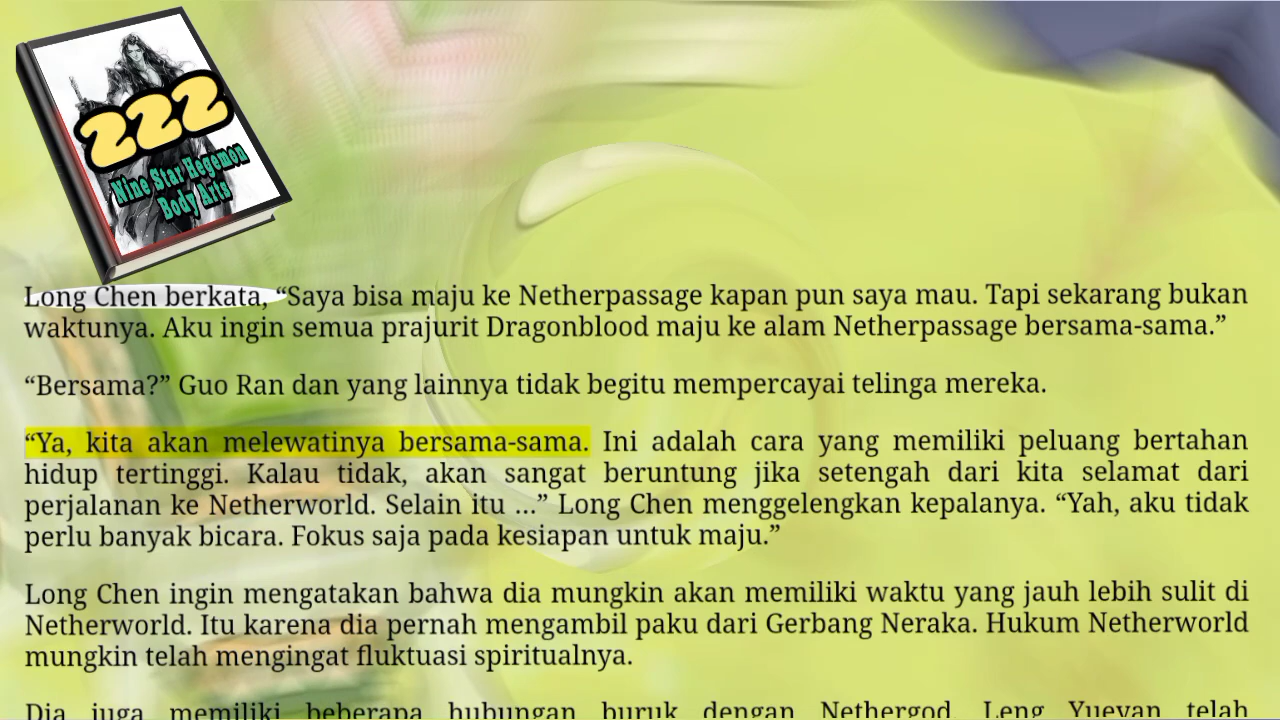 222
Nine Star Hegemon
Body Arts
Long Chen berkata, “Saya bisa maju ke Netherpassage kapan pun saya mau. Tapi sekarang bukan
waktunya. Aku ingin semua prajurit Dragonblood maju ke alam Netherpassage bersama-sama.”
“Bersama?” Guo Ran dan yang lainnya tidak begitu mempercayai telinga mereka.
“Ya, kita akan melewatinya bersama-sama. Ini adalah cara yang memiliki peluang bertahan
hidup tertinggi. Kalau tidak, akan sangat beruntung jika setengah dari kita selamat dari
perjalanan ke Netherworld. Selain itu ...” Long Chen menggelengkan kepalanya. “Yah, aku tidak
perlu banyak bicara. Fokus saja pada kesiapan untuk maju.”
Long Chen ingin mengatakan bahwa dia mungkin akan memiliki waktu yang jauh lebih sulit di
Netherworld. Itu karena dia pernah mengambil paku dari Gerbang Neraka. Hukum Netherworld
mungkin telah mengingat fluktuasi spiritualnya.
Dia juga memiliki beberapa hubungan buruk dengan Nethergod. Leng Yueyan telah